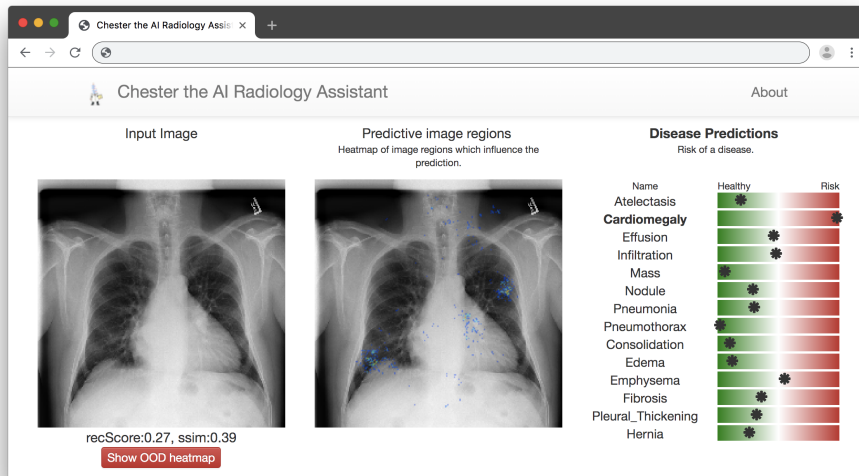 Chester the AI Radiology Assis
Chester the AI Radiology Assistant
About
Input Image
recScore:0.27, ssim:0.39
Show OOD heatmap
Predictive image regions
Heatmap of image regions which influence the
prediction.
Disease Predictions
Risk of a disease.
Name Healthy Risk
Atelectasis
Cardiomegaly
Effusion
Infiltration
Mass
Nodule
Pneumonia
Pneumothorax
Consolidation
Edema
Emphysema
Fibrosis
Pleural_Thickening
Hernia